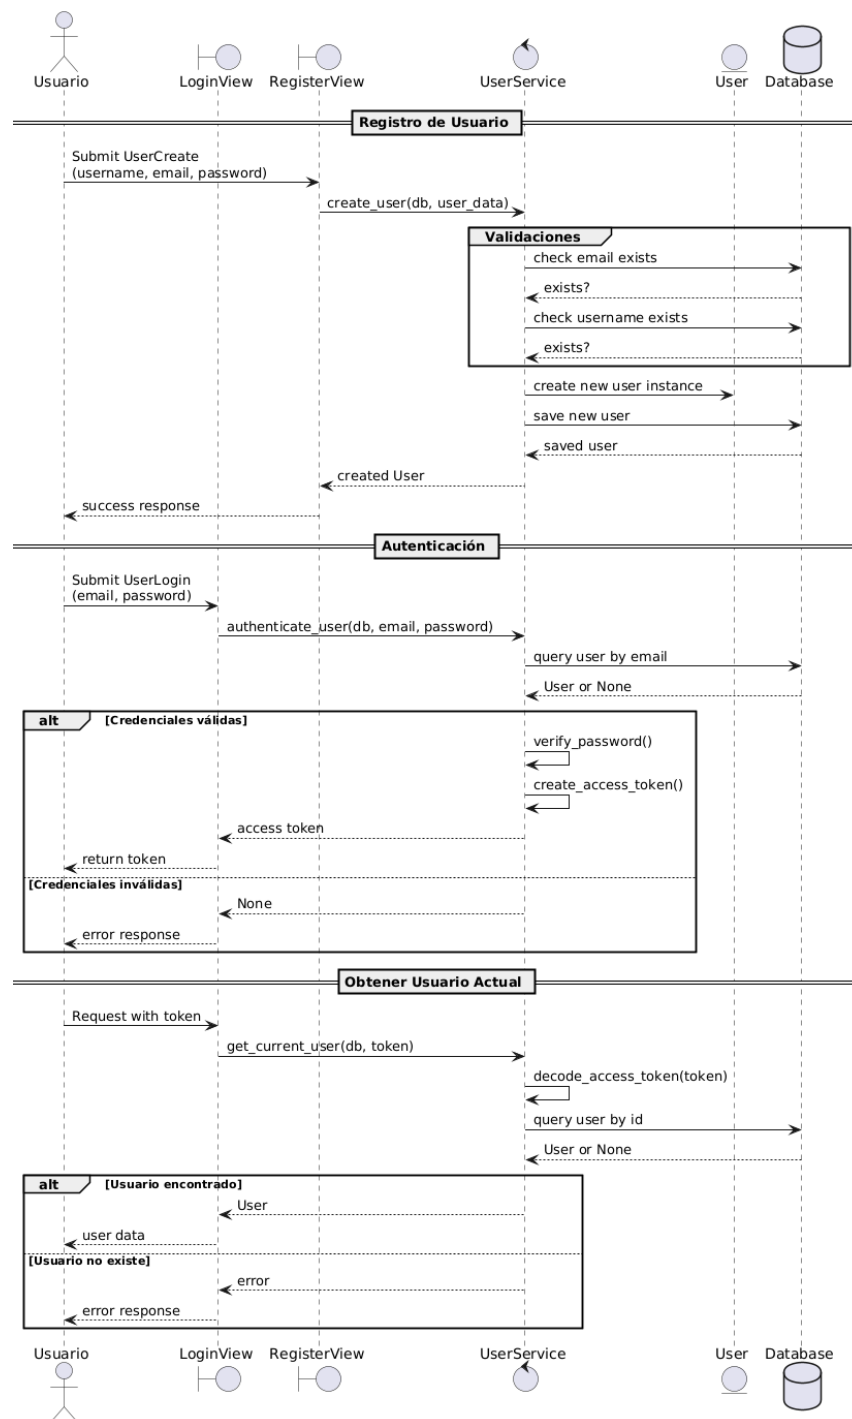 Usuario LoginView RegisterView UserService User Database
Registro de Usuario
Submit UserCreate
(username, email, password)
create_user(db, user_data)
Validaciones
check email exists
exists?
check username exists
exists?
create new user instance
save new user
saved user
created User
success response
Autenticación
Submit UserLogin
(email, password)
authenticate_user(db, email, password)
query user by email
User or None
alt [Credenciales válidas]
verify_password()
create_access_token()
access token
return token
[Credenciales inválidas]
None
error response
Obtener Usuario Actual
Request with token
get_current_user(db, token)
decode_access_token(token)
query user by id
User or None
alt [Usuario encontrado]
User
user data
[Usuario no existe]
error
error response
Usuario LoginView RegisterView UserService User Database